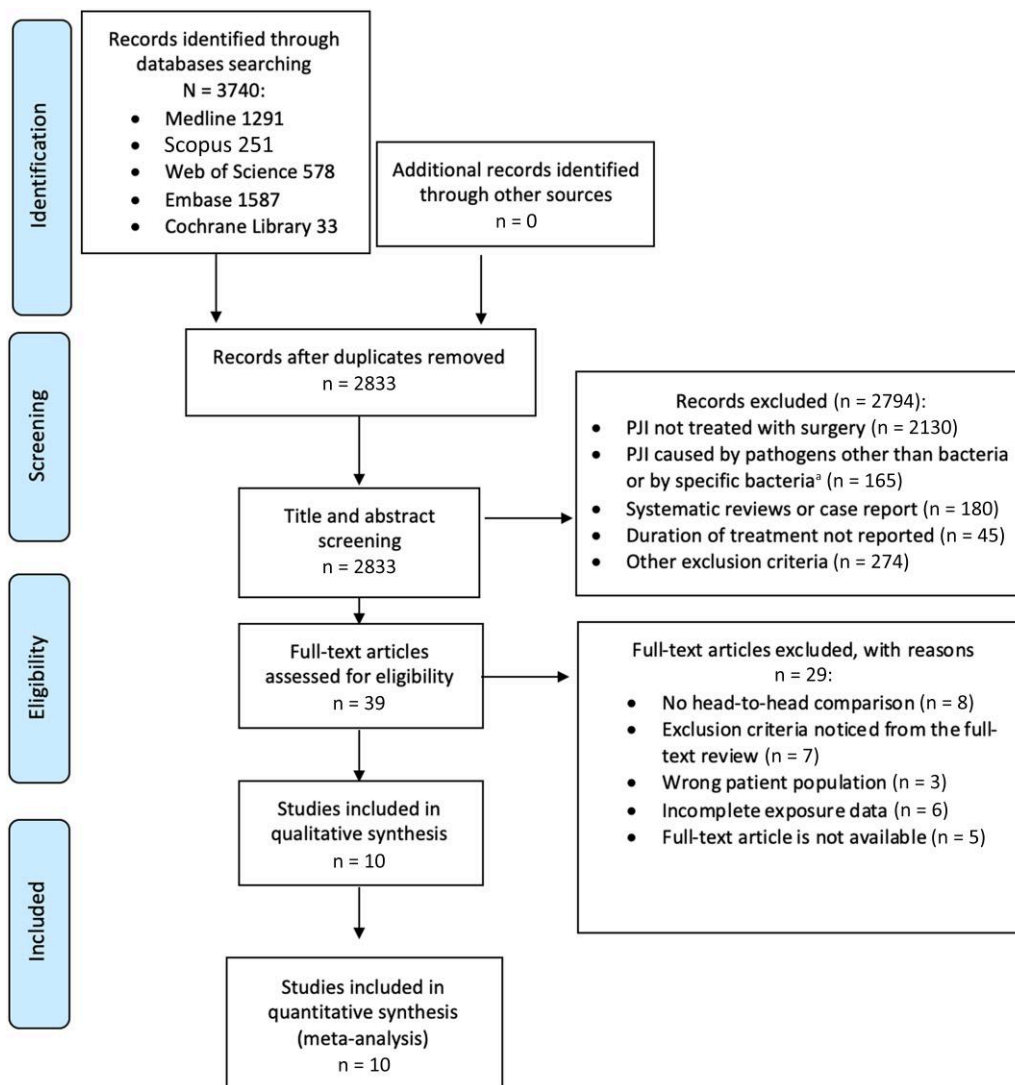 Identification
Records identified through
databases searching
N = 3740:
• Medline 1291
• Scopus 251
• Web of Science 578
• Embase 1587
• Cochrane Library 33
Additional records identified
through other sources
n = 0
Screening
Records after duplicates removed
n = 2833
Title and abstract
screening
n = 2833
Records excluded (n = 2794):
• PJI not treated with surgery (n = 2130)
• PJI caused by pathogens other than bacteria
or by specific bacteriaᵃ (n = 165)
• Systematic reviews or case report (n = 180)
• Duration of treatment not reported (n = 45)
• Other exclusion criteria (n = 274)
Eligibility
Full-text articles
assessed for eligibility
n = 39
Full-text articles excluded, with reasons
n = 29:
• No head-to-head comparison (n = 8)
• Exclusion criteria noticed from the full-
text review (n = 7)
• Wrong patient population (n = 3)
• Incomplete exposure data (n = 6)
• Full-text article is not available (n = 5)
Included
Studies included in
qualitative synthesis
n = 10
Studies included in
quantitative synthesis
(meta-analysis)
n = 10